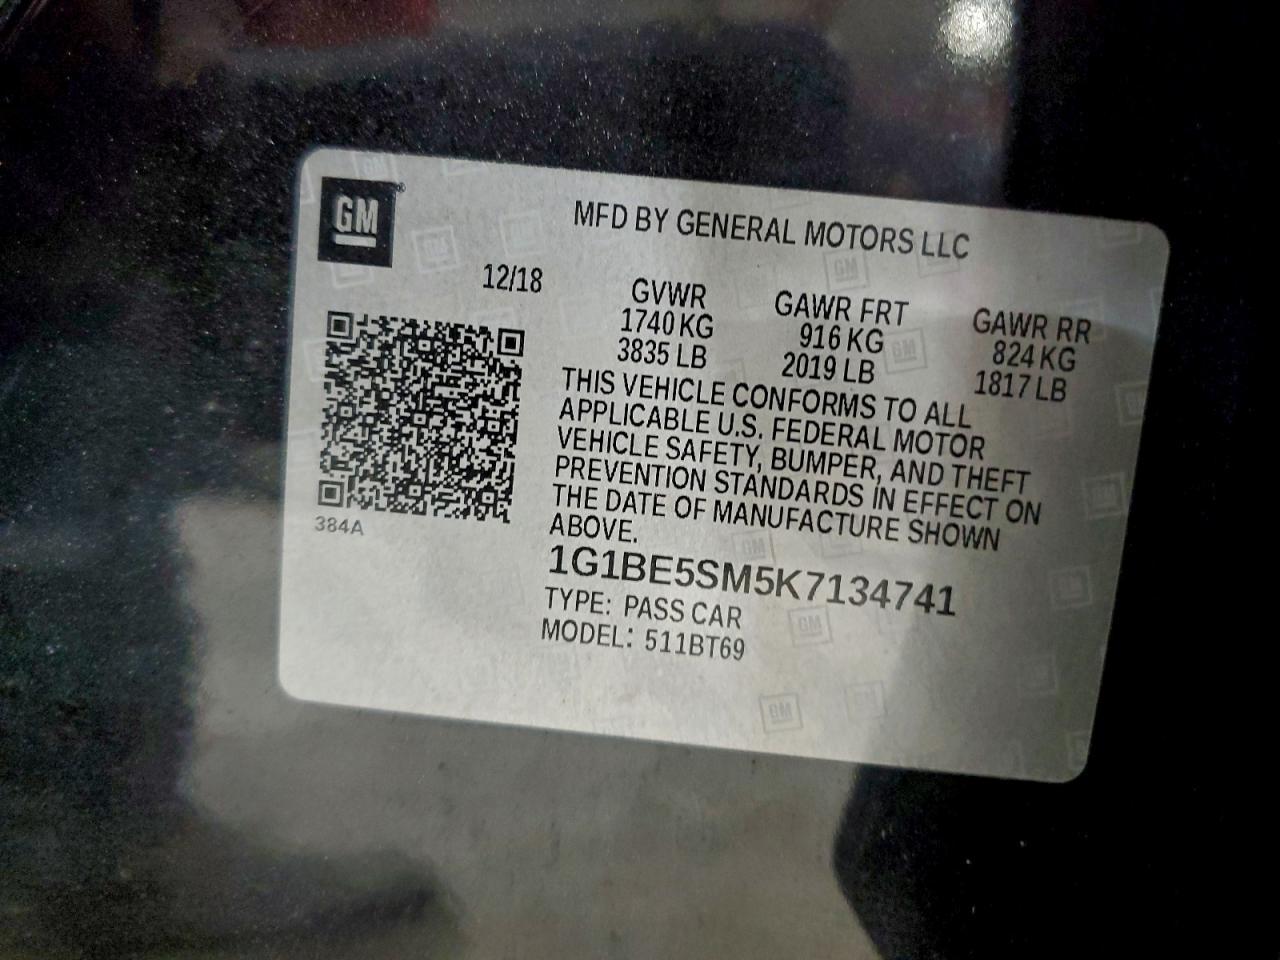 GM®
MFD BY GENERAL MOTORS LLC
12/18
GVWR GAWR FRT GAWR RR
1740 KG 916 KG 824 KG
3835 LB 2019 LB 1817 LB
THIS VEHICLE CONFORMS TO ALL
APPLICABLE U.S. FEDERAL MOTOR
VEHICLE SAFETY, BUMPER, AND THEFT
PREVENTION STANDARDS IN EFFECT ON
THE DATE OF MANUFACTURE SHOWN
ABOVE.
384A
1G1BE5SM5K7134741
TYPE: PASS CAR
MODEL: 511BT69